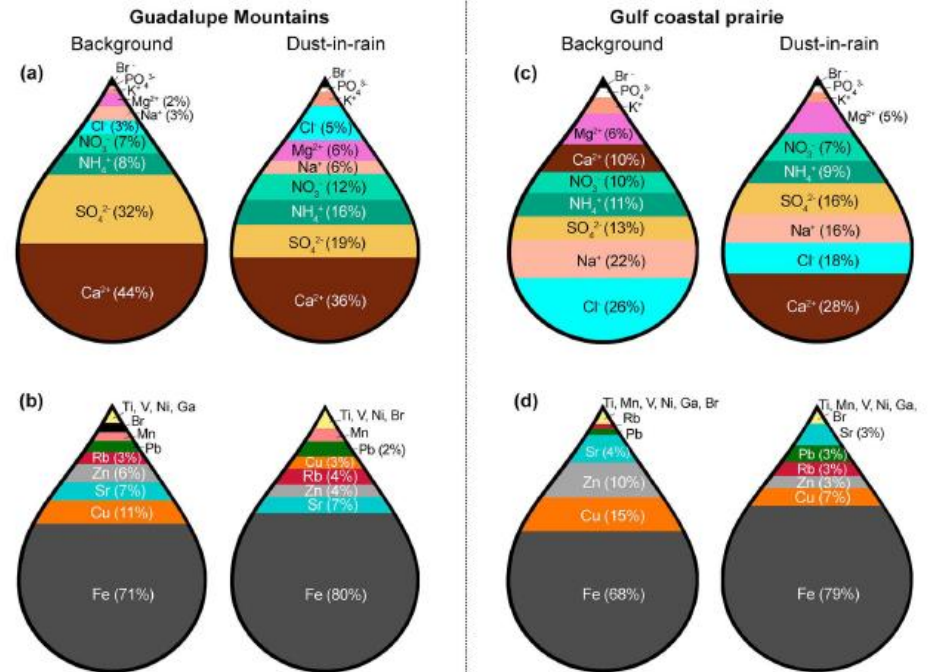 Guadalupe Mountains
Background
Dust-in-rain
(a)
Br⁻
PO₄³⁻
K⁺
Mg²⁺ (2%)
Na⁺ (3%)
Cl⁻ (3%)
NO₃⁻ (7%)
NH₄⁺ (8%)
SO₄²⁻ (32%)
Ca²⁺ (44%)
Br⁻
PO₄³⁻
K⁺
Cl⁻ (5%)
Mg²⁺ (6%)
Na⁺ (6%)
NO₃⁻ (12%)
NH₄⁺ (16%)
SO₄²⁻ (19%)
Ca²⁺ (36%)
(b)
Ti, V, Ni, Ga
Br
Mn
Pb
Rb (3%)
Zn (6%)
Sr (7%)
Cu (11%)
Fe (71%)
Ti, V, Ni, Br
Mn
Pb (2%)
Cu (3%)
Rb (4%)
Zn (4%)
Sr (7%)
Fe (80%)
Gulf coastal prairie
Background
Dust-in-rain
(c)
Br⁻
PO₄³⁻
K⁺
Mg²⁺ (6%)
Ca²⁺ (10%)
NO₃⁻ (10%)
NH₄⁺ (11%)
SO₄²⁻ (13%)
Na⁺ (22%)
Cl⁻ (26%)
Br⁻
PO₄³⁻
K⁺
Mg²⁺ (5%)
NO₃⁻ (7%)
NH₄⁺ (9%)
SO₄²⁻ (16%)
Na⁺ (16%)
Cl⁻ (18%)
Ca²⁺ (28%)
(d)
Ti, Mn, V, Ni, Ga, Br
Rb
Pb
Sr (4%)
Zn (10%)
Cu (15%)
Fe (68%)
Ti, Mn, V, Ni, Ga,
Br
Sr (3%)
Pb (3%)
Rb (3%)
Zn (3%)
Cu (7%)
Fe (79%)